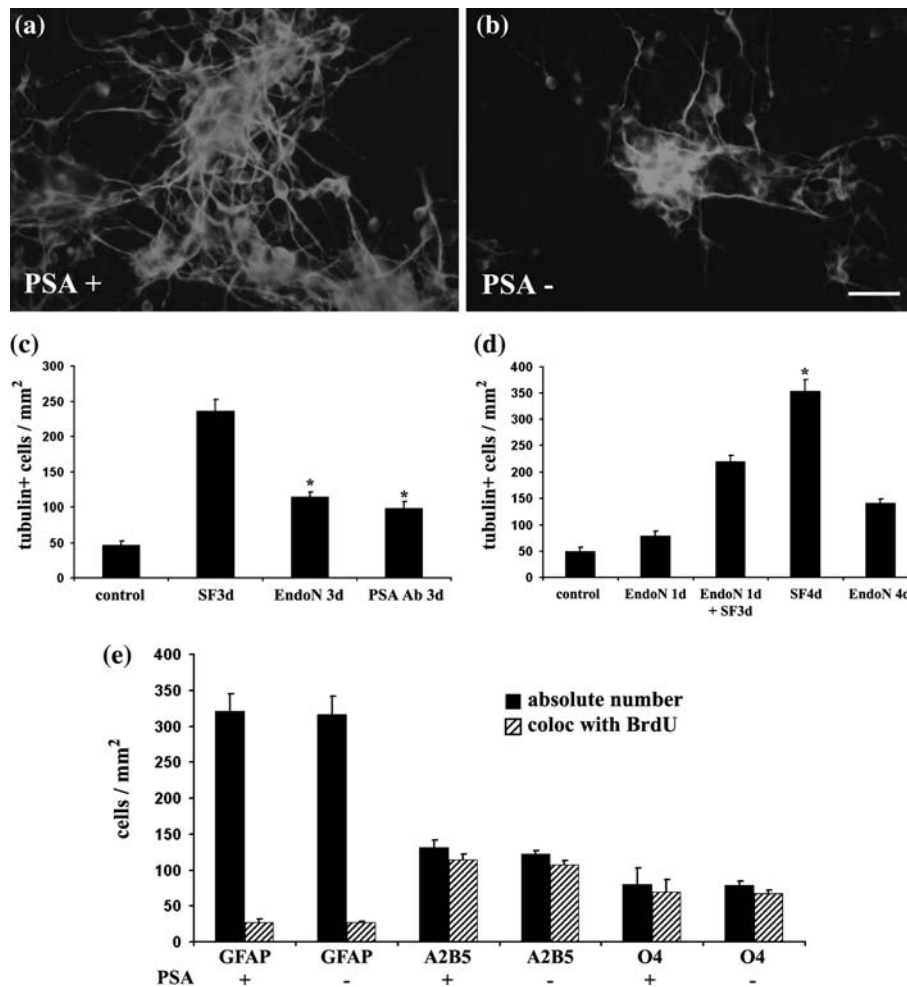 (a)
(b)
PSA +
PSA -
(c)
tubulin+ cells / mm²
300
250
200
150
100
50
0
*
*
control
SF3d
EndoN 3d
PSA Ab 3d
(d)
tubulin+ cells / mm²
400
350
300
250
200
150
100
50
0
*
control
EndoN 1d
EndoN 1d
+ SF3d
SF4d
EndoN 4d
(e)
cells / mm²
400
350
300
250
200
150
100
50
0
absolute number
coloc with BrdU
GFAP GFAP A2B5 A2B5 O4 O4
PSA + - + - + -